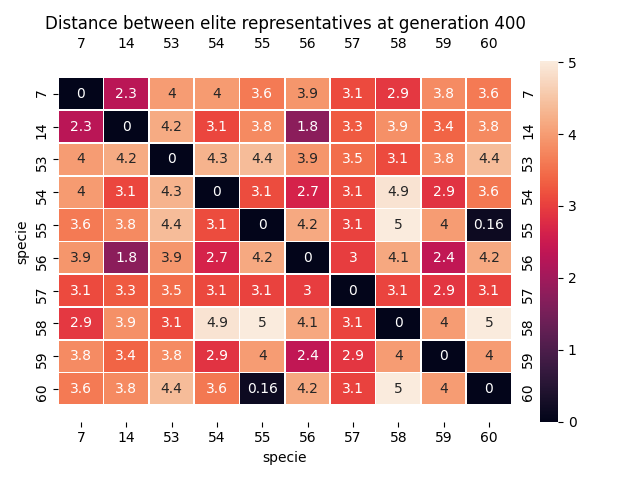 Distance between elite representatives at generation 400
7 14 53 54 55 56 57 58 59 60
7 0 2.3 4 4 3.6 3.9 3.1 2.9 3.8 3.6 7
14 2.3 0 4.2 3.1 3.8 1.8 3.3 3.9 3.4 3.8 14
53 4 4.2 0 4.3 4.4 3.9 3.5 3.1 3.8 4.4 53
54 4 3.1 4.3 0 3.1 2.7 3.1 4.9 2.9 3.6 54
55 3.6 3.8 4.4 3.1 0 4.2 3.1 5 4 0.16 55
56 3.9 1.8 3.9 2.7 4.2 0 3 4.1 2.4 4.2 56
57 3.1 3.3 3.5 3.1 3.1 3 0 3.1 2.9 3.1 57
58 2.9 3.9 3.1 4.9 5 4.1 3.1 0 4 5 58
59 3.8 3.4 3.8 2.9 4 2.4 2.9 4 0 4 59
60 3.6 3.8 4.4 3.6 0.16 4.2 3.1 5 4 0 60
7 14 53 54 55 56 57 58 59 60
specie
specie
5
4
3
2
1
0